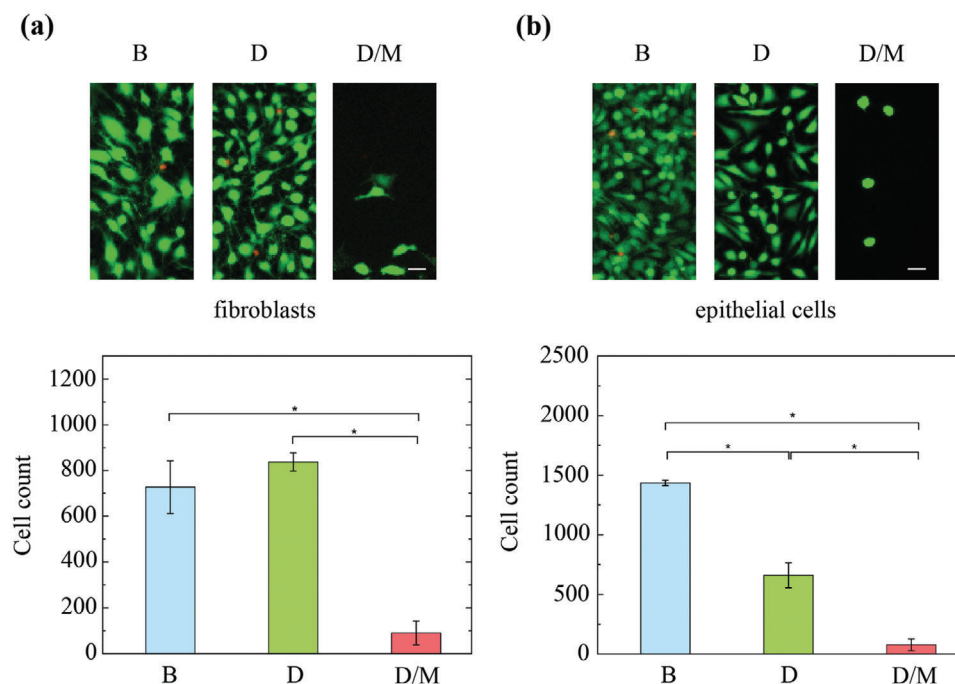 (a)
B D D/M
fibroblasts
1200
1000
800
600
400
200
0
Cell count
*
*
B D D/M
(b)
B D D/M
epithelial cells
2500
2000
1500
1000
500
0
Cell count
*
*
*
B D D/M